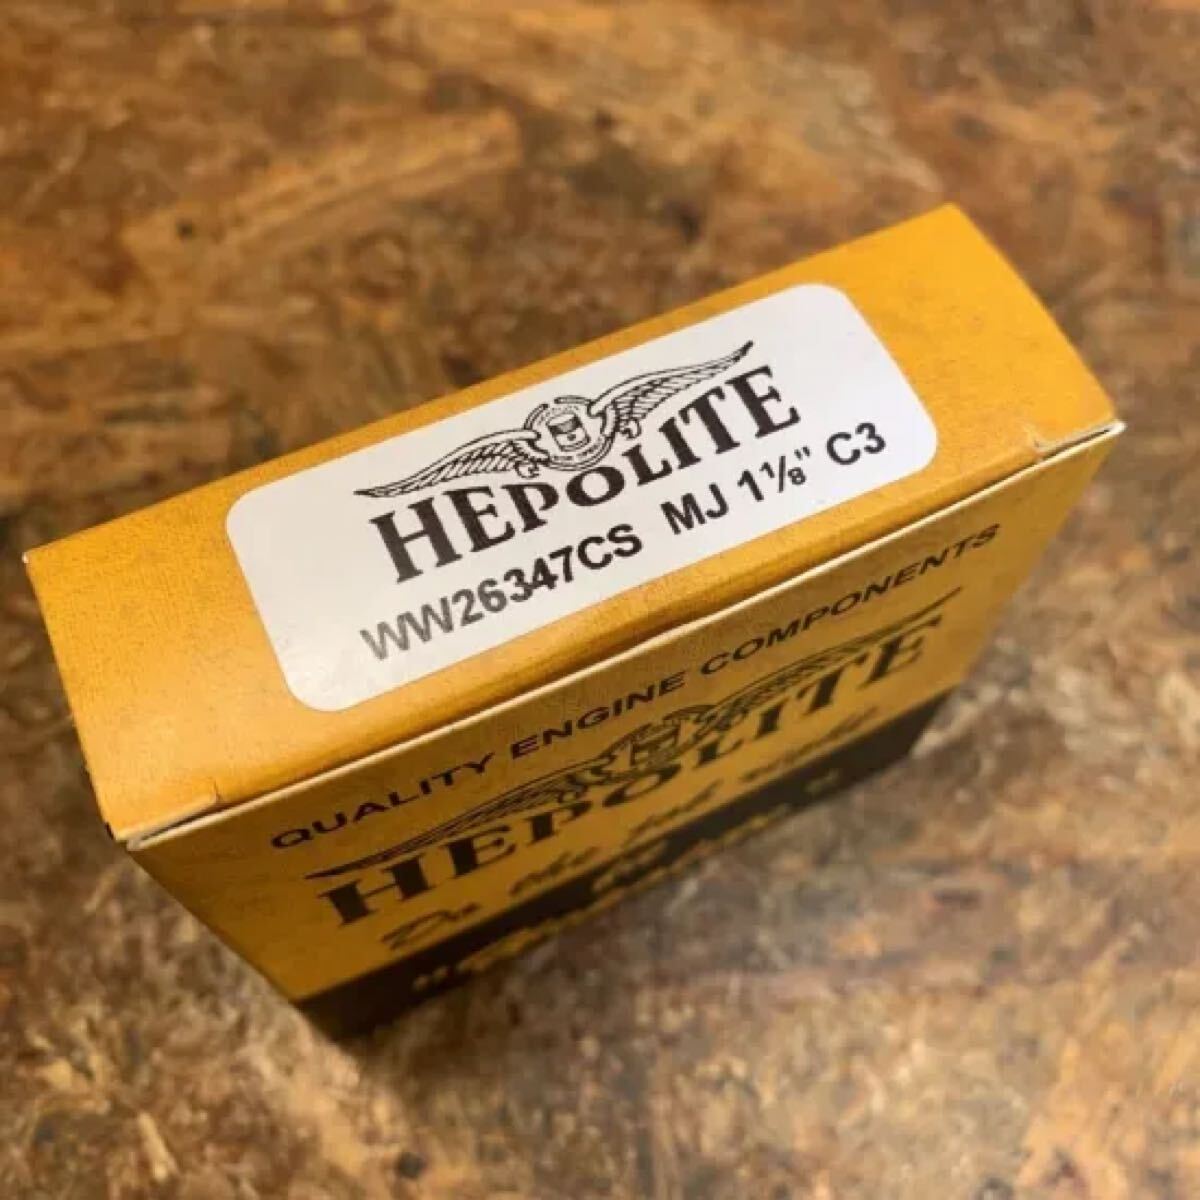 HEPOLITE
WW26347CS MJ 1⅛" C3
QUALITY ENGINE COMPONENTS
HEPOLITE